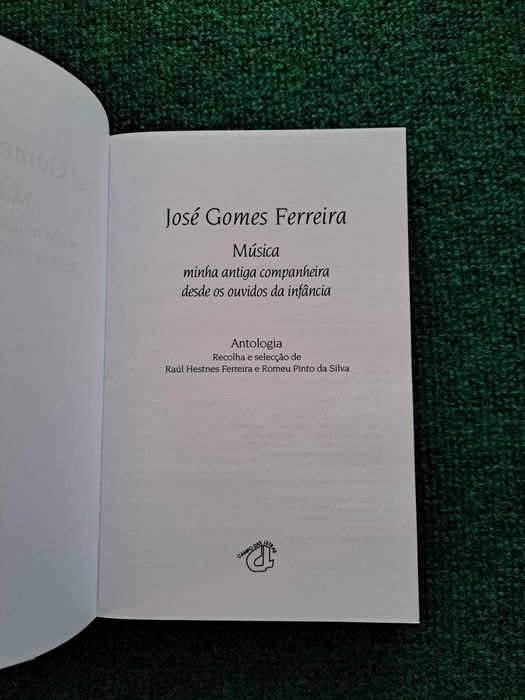 José Gomes Ferreira
Música
minha antiga companheira
desde os ouvidos da infância
Antologia
Recolha e selecção de
Raúl Hestnes Ferreira e Romeu Pinto da Silva
CAMPO DAS LETRAS